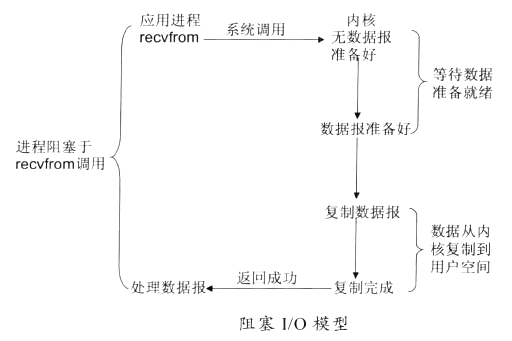 应用进程
recvfrom
系统调用
内核
无数据报
准备好
等待数据
准备就绪
数据报准备好
进程阻塞于
recvfrom调用
复制数据报
数据从内
核复制到
用户空间
处理数据报
返回成功
复制完成
阻塞 I/O 模型